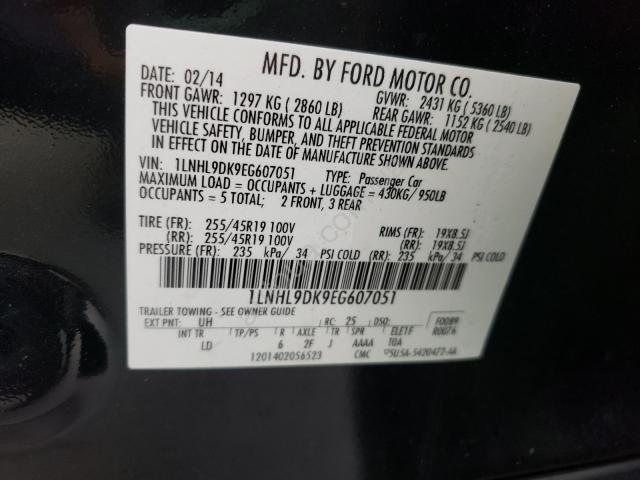 MFD. BY FORD MOTOR CO.
DATE: 02/14
GVWR: 2431 KG ( 5360 LB)
FRONT GAWR: 1297 KG ( 2860 LB)
REAR GAWR: 1152 KG ( 2540 LB)
THIS VEHICLE CONFORMS TO ALL APPLICABLE FEDERAL MOTOR
VEHICLE SAFETY, BUMPER, AND THEFT PREVENTION STANDARDS
IN EFFECT ON THE DATE OF MANUFACTURE SHOWN ABOVE.
VIN: 1LNHL9DK9EG607051 TYPE: Passenger Car
MAXIMUM LOAD = OCCUPANTS + LUGGAGE = 430KG/ 950LB
OCCUPANTS = 5 TOTAL; 2 FRONT, 3 REAR
TIRE (FR): 255/45R19 100V RIMS (FR): 19X8.5J
(RR): 255/45R19 100V (RR): 19X8.5J
PRESSURE (FR): 235 kPa/ 34 PSI COLD (RR): 235 kPa/ 34 PSI COLD
1LNHL9DK9EG607051
TRAILER TOWING - SEE OWNER GUIDE
EXT PNT: UH RC: 25 DSO: F0089
INT TR TP/PS R AXLE TR SPR ELE1F R0076
LD 6 2F J AAAA 10A
1201402056523 CMC